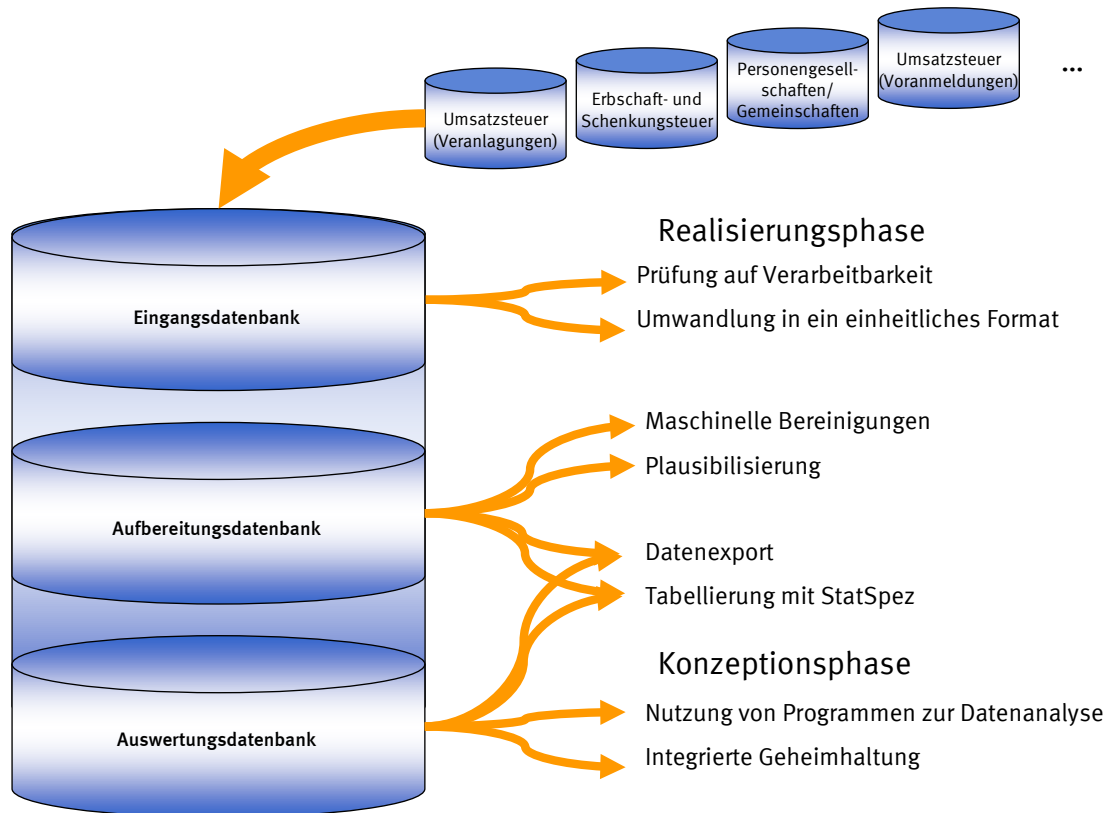 Umsatzsteuer
(Veranlagungen)
Erbschaft- und
Schenkungsteuer
Personengesell-
schaften/
Gemeinschaften
Umsatzsteuer
(Voranmeldungen)
...
Realisierungsphase
Eingangsdatenbank
Prüfung auf Verarbeitbarkeit
Umwandlung in ein einheitliches Format
Aufbereitungsdatenbank
Maschinelle Bereinigungen
Plausibilisierung
Datenexport
Tabellierung mit StatSpez
Konzeptionsphase
Auswertungsdatenbank
Nutzung von Programmen zur Datenanalyse
Integrierte Geheimhaltung